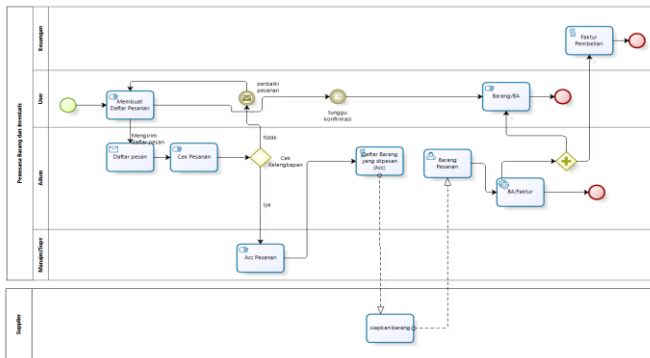 Pemesanan Barang dan Inventaris
Keuangan
User
Admin
Manajer/Supv
Supplier
Faktur
Pembelian
Membuat
Daftar Pesanan
perbaiki
pesanan
tunggu
konfirmasi
Barang/BA
Mengirim
daftar pesan
Daftar pesan
Cek Pesanan
tidak
Cek
Kelengkapan
iya
Daftar Barang
yang dipesan
(Acc)
Barang
Pesanan
BA/Faktur
Acc Pesanan
siapkan barang